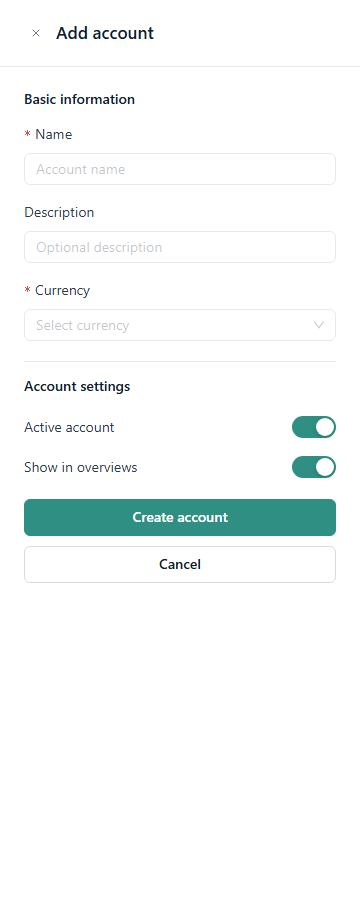 Add account
Basic information
* Name
Account name
Description
Optional description
* Currency
Select currency
Account settings
Active account
Show in overviews
Create account
Cancel